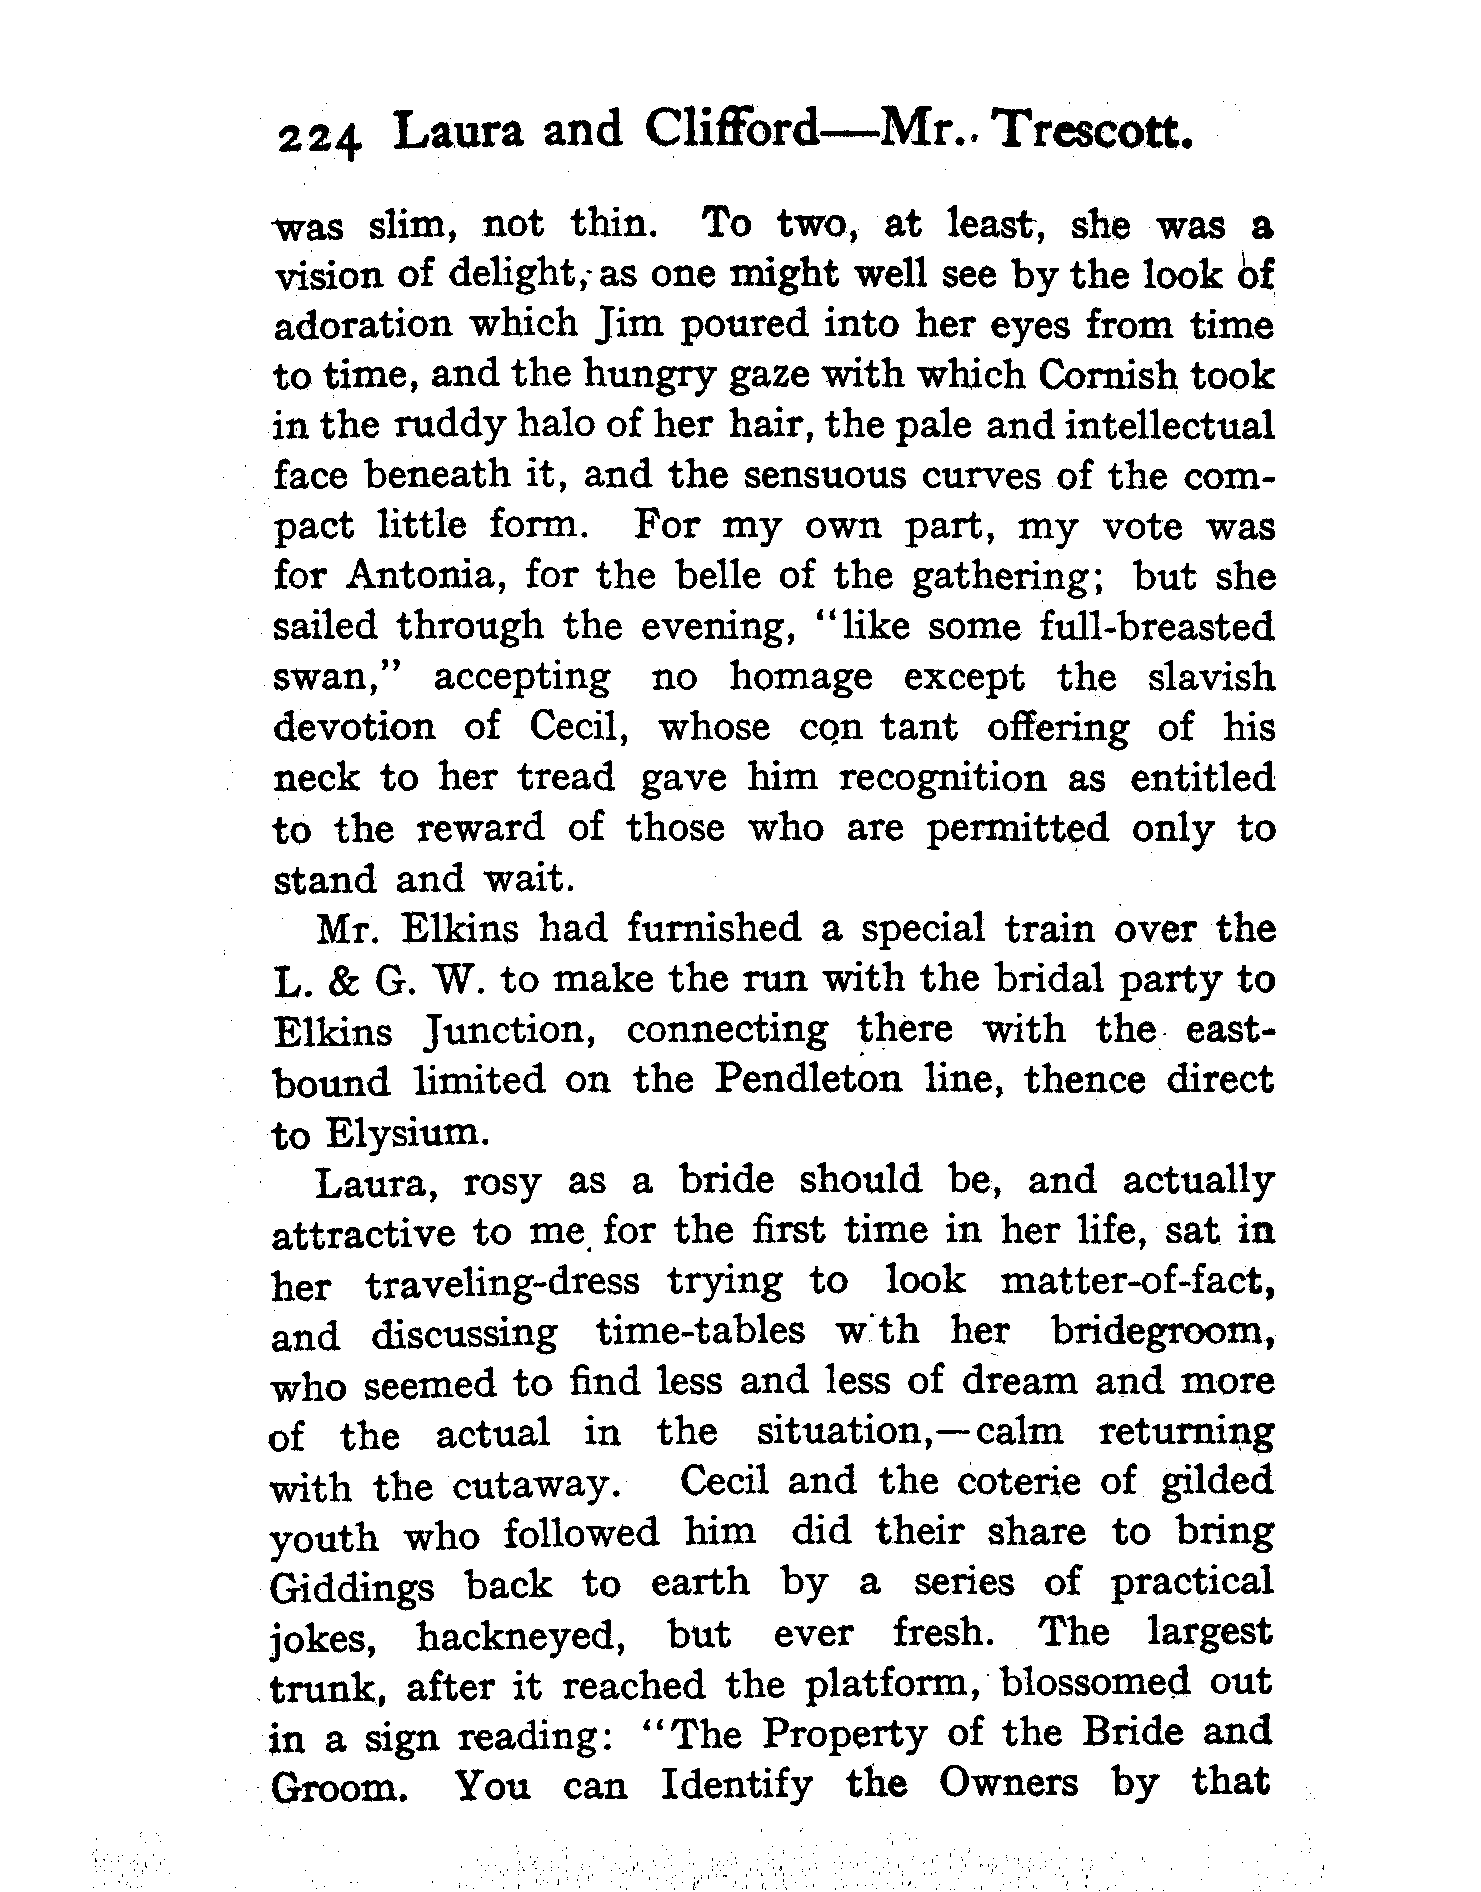 224 Laura and Clifford—Mr.. Trescott.
was slim, not thin. To two, at least, she was a
vision of delight, as one might well see by the look of
adoration which Jim poured into her eyes from time
to time, and the hungry gaze with which Cornish took
in the ruddy halo of her hair, the pale and intellectual
face beneath it, and the sensuous curves of the com-
pact little form. For my own part, my vote was
for Antonia, for the belle of the gathering; but she
sailed through the evening, "like some full-breasted
swan," accepting no homage except the slavish
devotion of Cecil, whose con tant offering of his
neck to her tread gave him recognition as entitled
to the reward of those who are permitted only to
stand and wait.
Mr. Elkins had furnished a special train over the
L. & G. W. to make the run with the bridal party to
Elkins Junction, connecting there with the east-
bound limited on the Pendleton line, thence direct
to Elysium.
Laura, rosy as a bride should be, and actually
attractive to me for the first time in her life, sat in
her traveling-dress trying to look matter-of-fact,
and discussing time-tables w th her bridegroom,
who seemed to find less and less of dream and more
of the actual in the situation,—calm returning
with the cutaway. Cecil and the coterie of gilded
youth who followed him did their share to bring
Giddings back to earth by a series of practical
jokes, hackneyed, but ever fresh. The largest
trunk, after it reached the platform, blossomed out
in a sign reading: "The Property of the Bride and
Groom. You can Identify the Owners by that